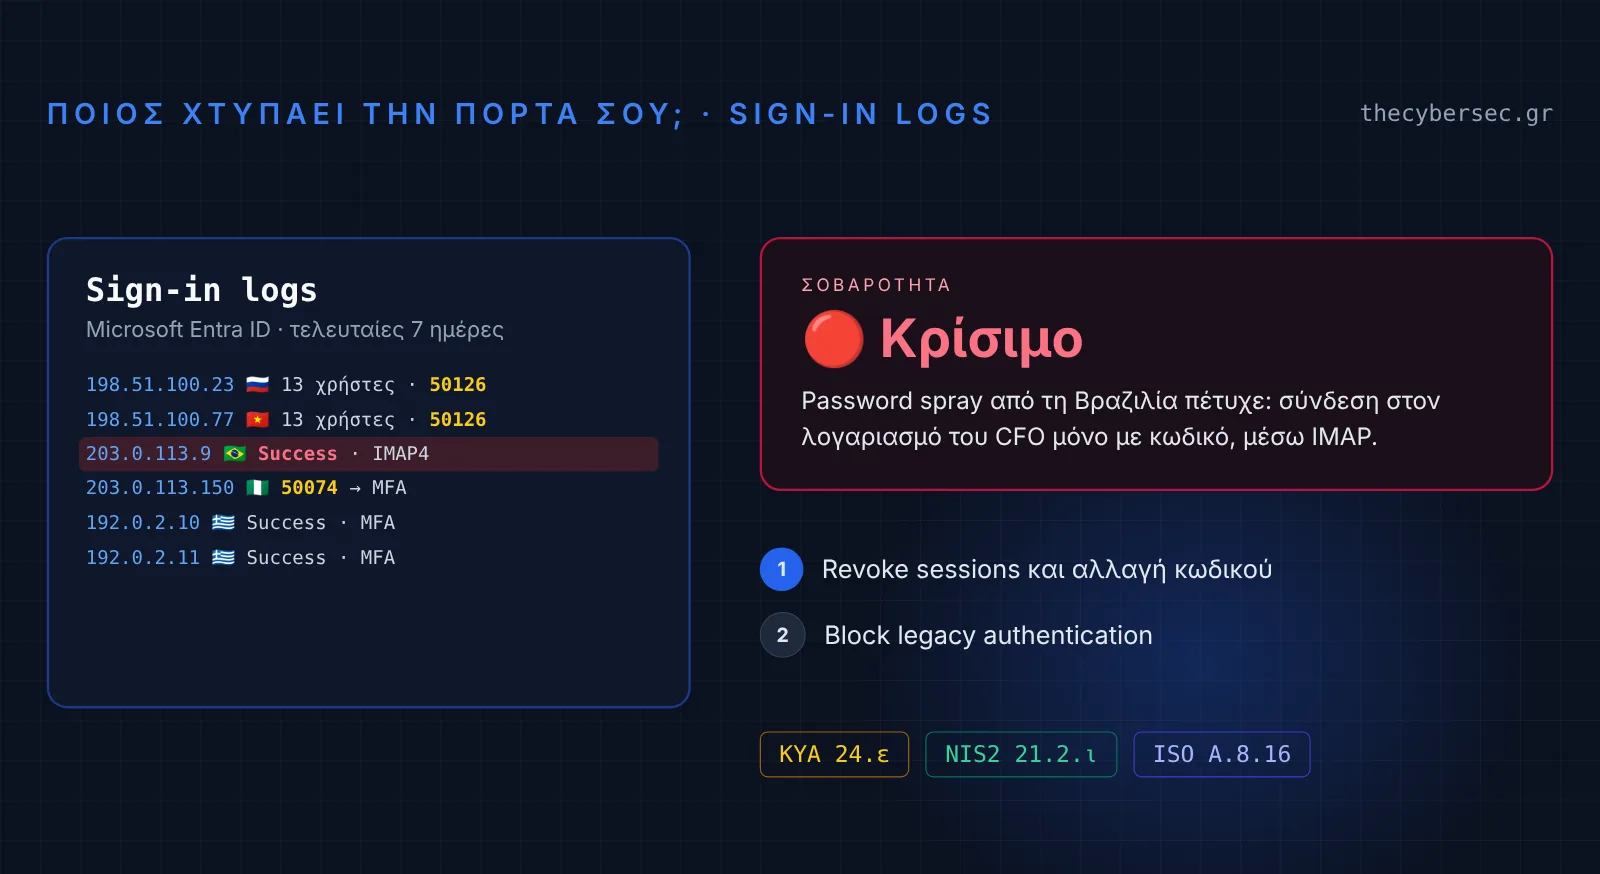 ΠΟΙΟΣ ΧΤΥΠΑΕΙ ΤΗΝ ΠΟΡΤΑ ΣΟΥ; · SIGN-IN LOGS
thecybersec.gr
Sign-in logs
Microsoft Entra ID · τελευταίες 7 ημέρες
198.51.100.23 🇷🇺 13 χρήστες · 50126
198.51.100.77 🇻🇳 13 χρήστες · 50126
203.0.113.9 🇧🇷 Success · IMAP4
203.0.113.150 🇳🇬 50074 → MFA
192.0.2.10 🇬🇷 Success · MFA
192.0.2.11 🇬🇷 Success · MFA
ΣΟΒΑΡΟΤΗΤΑ
🔴 Κρίσιμο
Password spray από τη Βραζιλία πέτυχε: σύνδεση στον
λογαριασμό του CFO μόνο με κωδικό, μέσω IMAP.
1 Revoke sessions και αλλαγή κωδικού
2 Block legacy authentication
ΚΥΑ 24.ε
NIS2 21.2.ι
ISO A.8.16